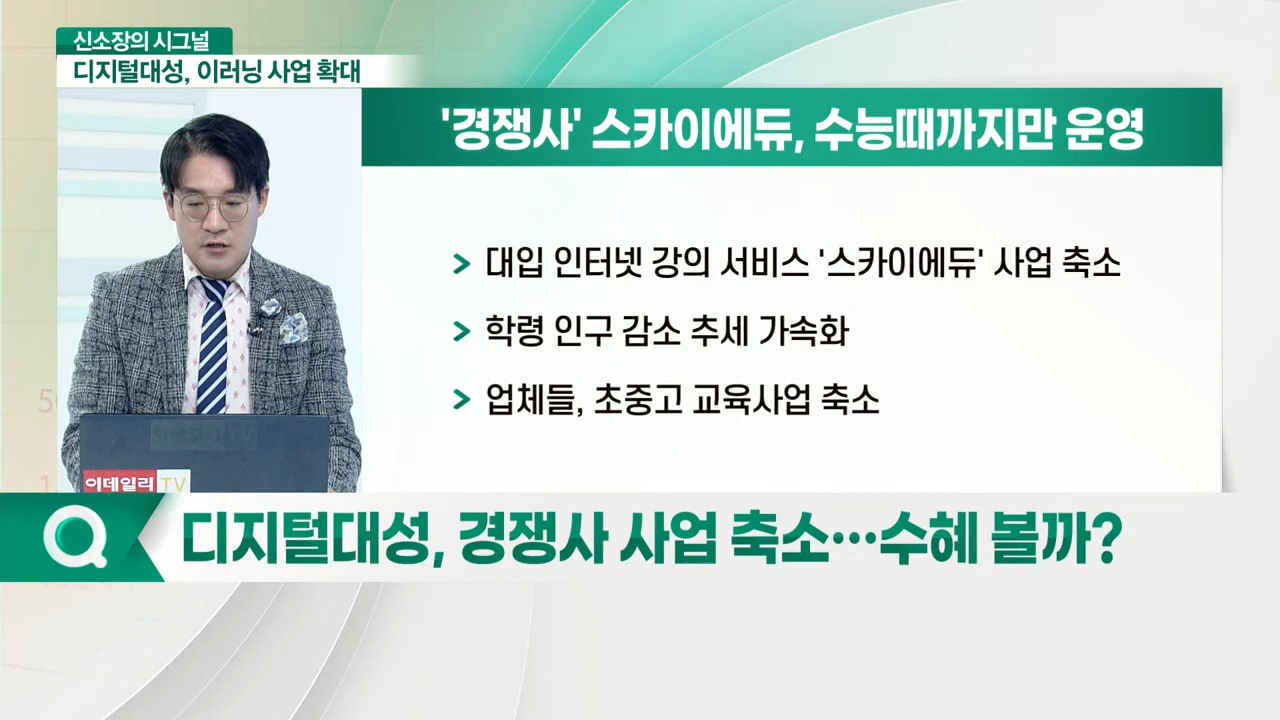 신소장의 시그널
디지털대성, 이러닝 사업 확대
'경쟁사' 스카이에듀, 수능때까지만 운영
> 대입 인터넷 강의 서비스 '스카이에듀' 사업 축소
> 학령 인구 감소 추세 가속화
> 업체들, 초중고 교육사업 축소
이데일리 TV
디지털대성, 경쟁사 사업 축소…수혜 볼까?